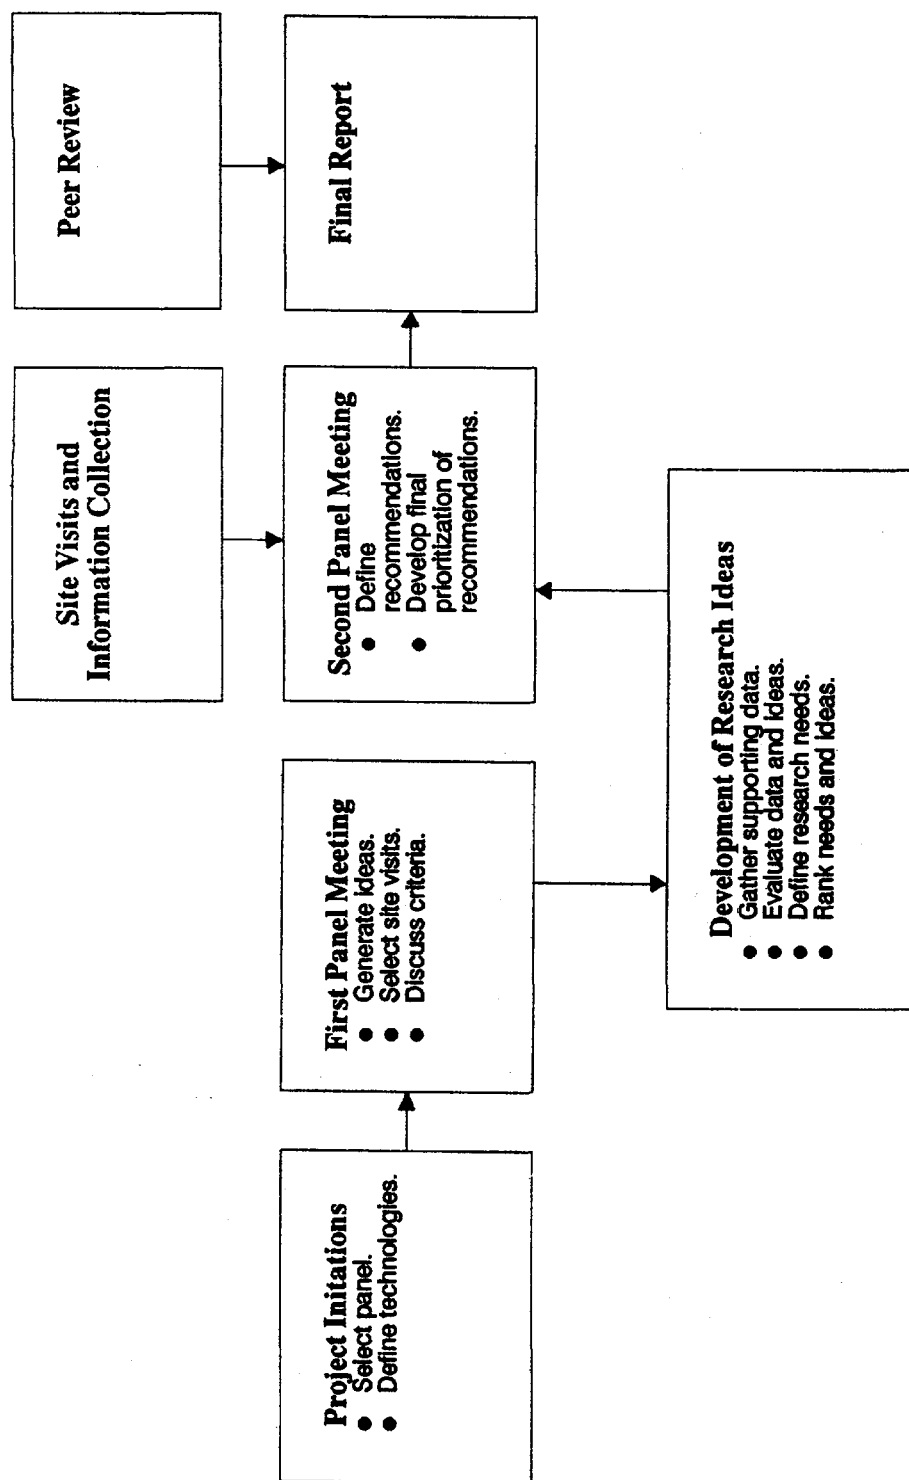 Project Initations
● Select panel.
● Define technologies.
First Panel Meeting
● Generate ideas.
● Select site visits.
● Discuss criteria.
Development of Research Ideas
● Gather supporting data.
● Evaluate data and ideas.
● Define research needs.
● Rank needs and ideas.
Site Visits and
Information Collection
Second Panel Meeting
● Define
recommendations.
● Develop final
prioritization of
recommendations.
Peer Review
Final Report